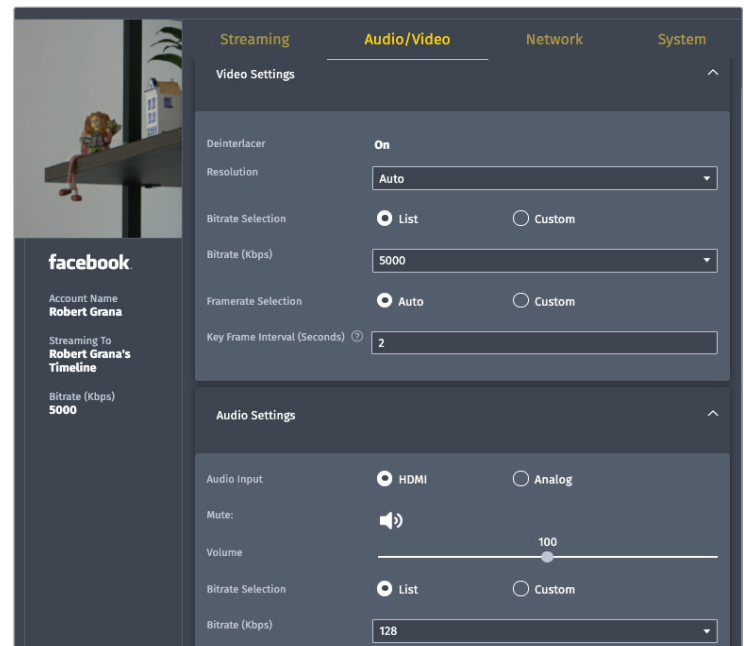 Streaming
Audio/Video
Network
System
Video Settings
Deinterlacer
On
Resolution
Auto
Bitrate Selection
List
Custom
Bitrate (Kbps)
5000
Framerate Selection
Auto
Custom
Key Frame Interval (Seconds) ?
2
facebook.
Account Name
Robert Grana
Streaming To
Robert Grana's
Timeline
Bitrate (Kbps)
5000
Audio Settings
Audio Input
HDMI
Analog
Mute:
Volume
100
Bitrate Selection
List
Custom
Bitrate (Kbps)
128